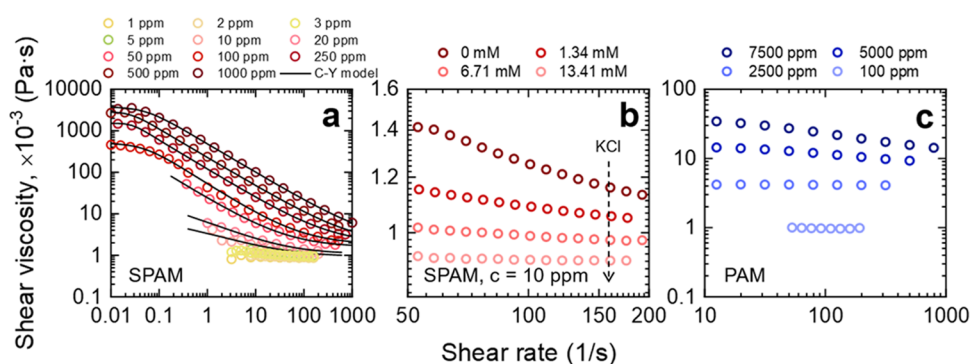 1 ppm 2 ppm 3 ppm
5 ppm 10 ppm 20 ppm
50 ppm 100 ppm 250 ppm
500 ppm 1000 ppm C-Y model
0 mM 1.34 mM
6.71 mM 13.41 mM
7500 ppm 5000 ppm
2500 ppm 100 ppm
Shear viscosity, ×10⁻³ (Pa·s)
10000
1000
100
10
1
0.1
a
SPAM
0.01 0.1 1 10 100 1000
1.6
1.4
1.2
1
b
KCl
SPAM, c = 10 ppm
50 100 150 200
100
10
1
0.1
c
PAM
10 100 1000
Shear rate (1/s)